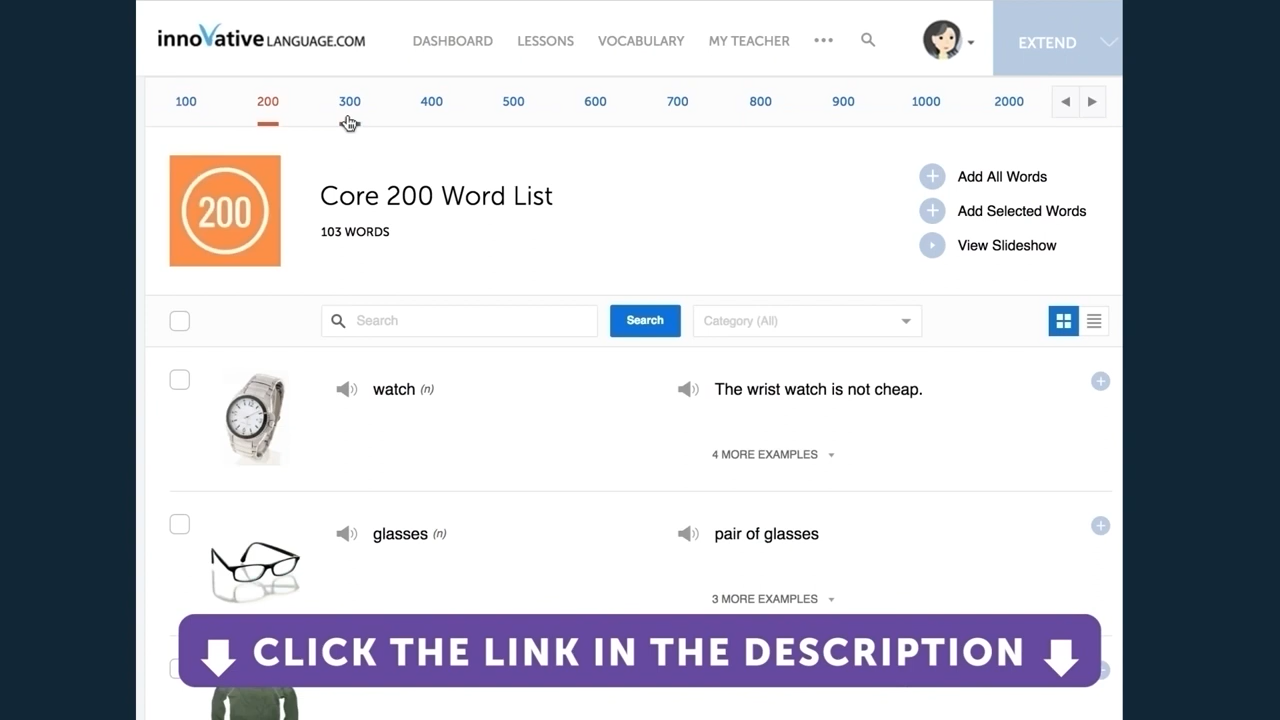 innoVative LANGUAGE.COM
DASHBOARD LESSONS VOCABULARY MY TEACHER ••• EXTEND
100 200 300 400 500 600 700 800 900 1000 2000
200
Core 200 Word List
103 WORDS
Add All Words
Add Selected Words
View Slideshow
Search Search Category (All)
watch (n) The wrist watch is not cheap.
4 MORE EXAMPLES
glasses (n) pair of glasses
3 MORE EXAMPLES
CLICK THE LINK IN THE DESCRIPTION